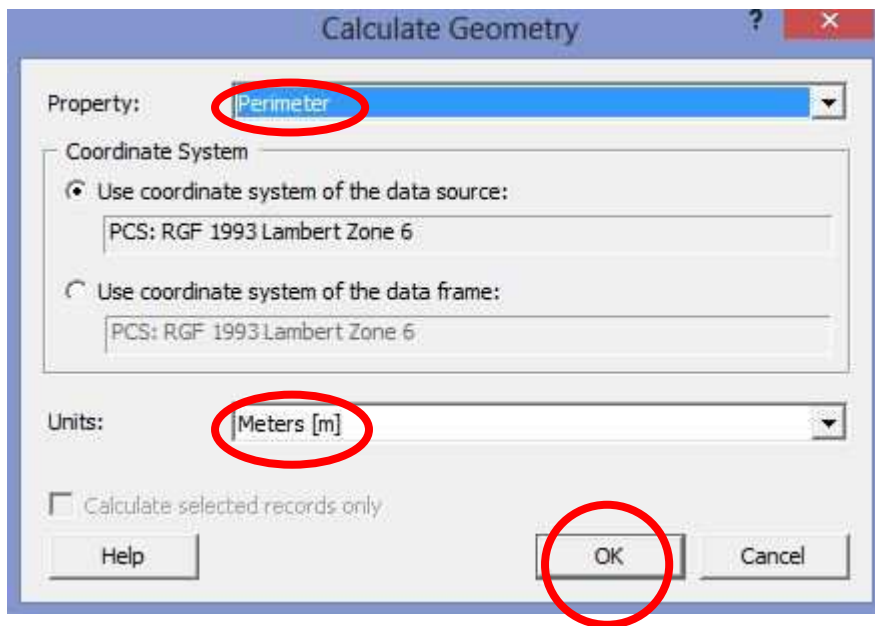 Calculate Geometry ?
Property: Perimeter
Coordinate System
Use coordinate system of the data source:
PCS: RGF 1993 Lambert Zone 6
Use coordinate system of the data frame:
PCS: RGF 1993 Lambert Zone 6
Units: Meters [m]
Calculate selected records only
Help OK Cancel